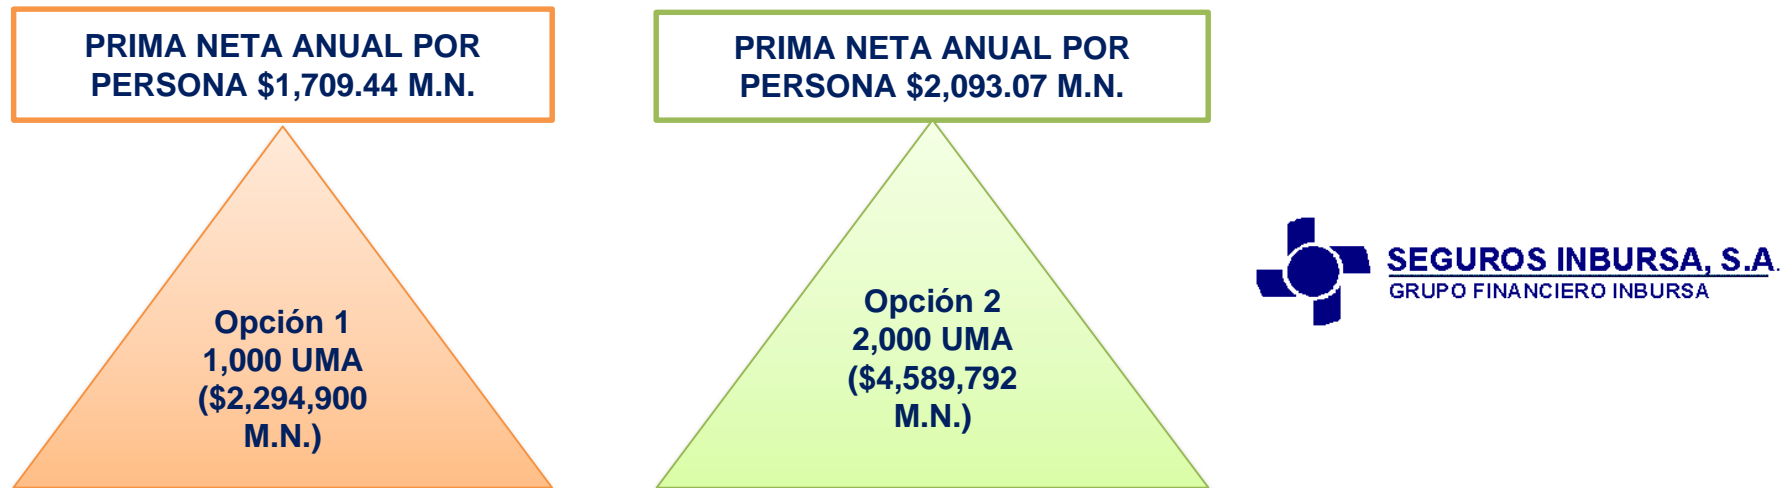 PRIMA NETA ANUAL POR
PERSONA $1,709.44 M.N.
PRIMA NETA ANUAL POR
PERSONA $2,093.07 M.N.
Opción 1
1,000 UMA
($2,294,900
M.N.)
Opción 2
2,000 UMA
($4,589,792
M.N.)
SEGUROS INBURSA, S.A.
GRUPO FINANCIERO INBURSA